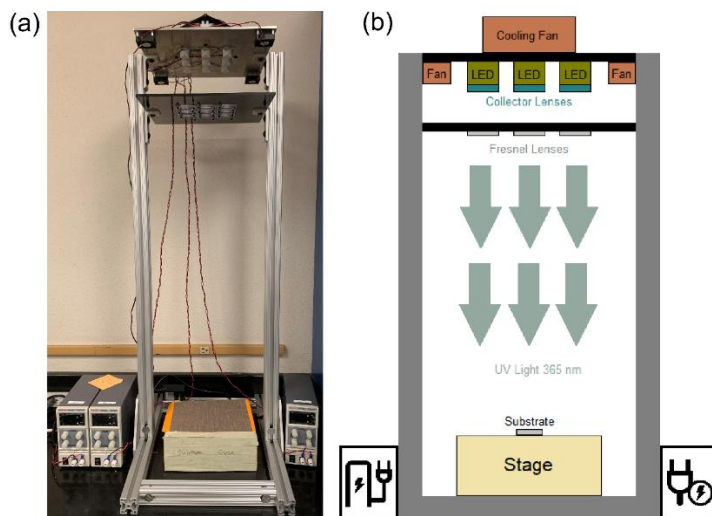 (a)
(b)
Cooling Fan
Fan
LED
LED
LED
Fan
Collector Lenses
Fresnel Lenses
UV Light 365 nm
Substrate
Stage